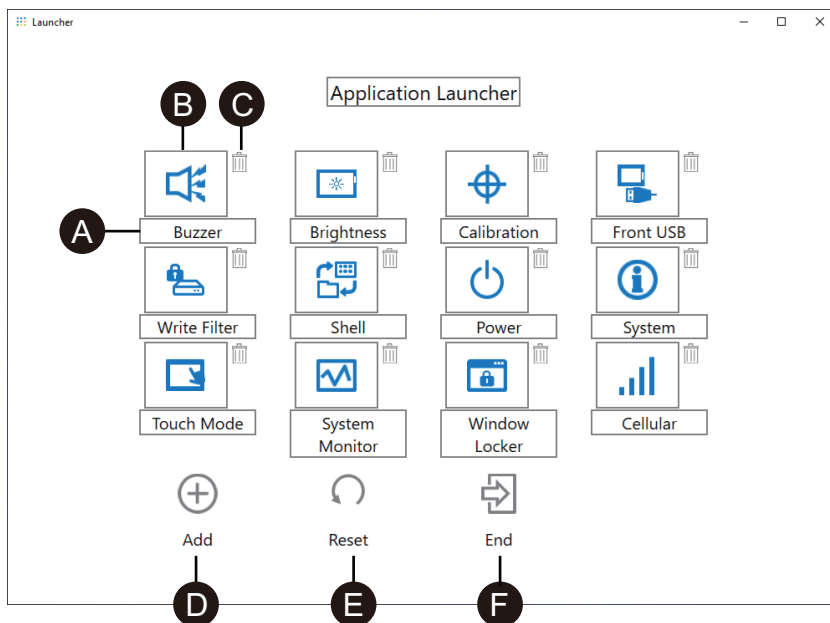 Launcher
Application Launcher
B C
A
Buzzer Brightness Calibration Front USB
Write Filter Shell Power System
Touch Mode System Monitor Window Locker Cellular
Add Reset End
D E F